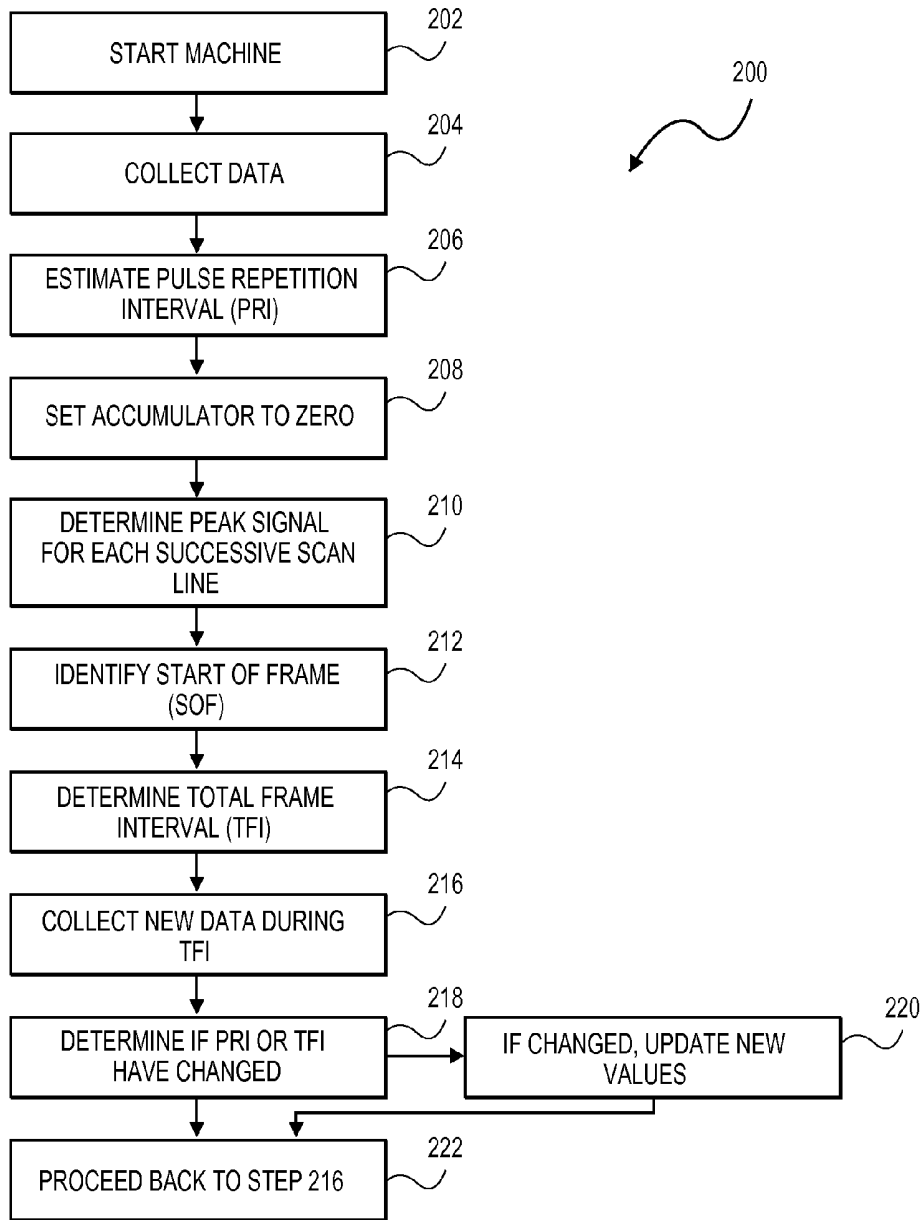 202
START MACHINE
200
204
COLLECT DATA
206
ESTIMATE PULSE REPETITION
INTERVAL (PRI)
208
SET ACCUMULATOR TO ZERO
210
DETERMINE PEAK SIGNAL
FOR EACH SUCCESSIVE SCAN
LINE
212
IDENTIFY START OF FRAME
(SOF)
214
DETERMINE TOTAL FRAME
INTERVAL (TFI)
216
COLLECT NEW DATA DURING
TFI
218
DETERMINE IF PRI OR TFI
HAVE CHANGED
220
IF CHANGED, UPDATE NEW
VALUES
222
PROCEED BACK TO STEP 216